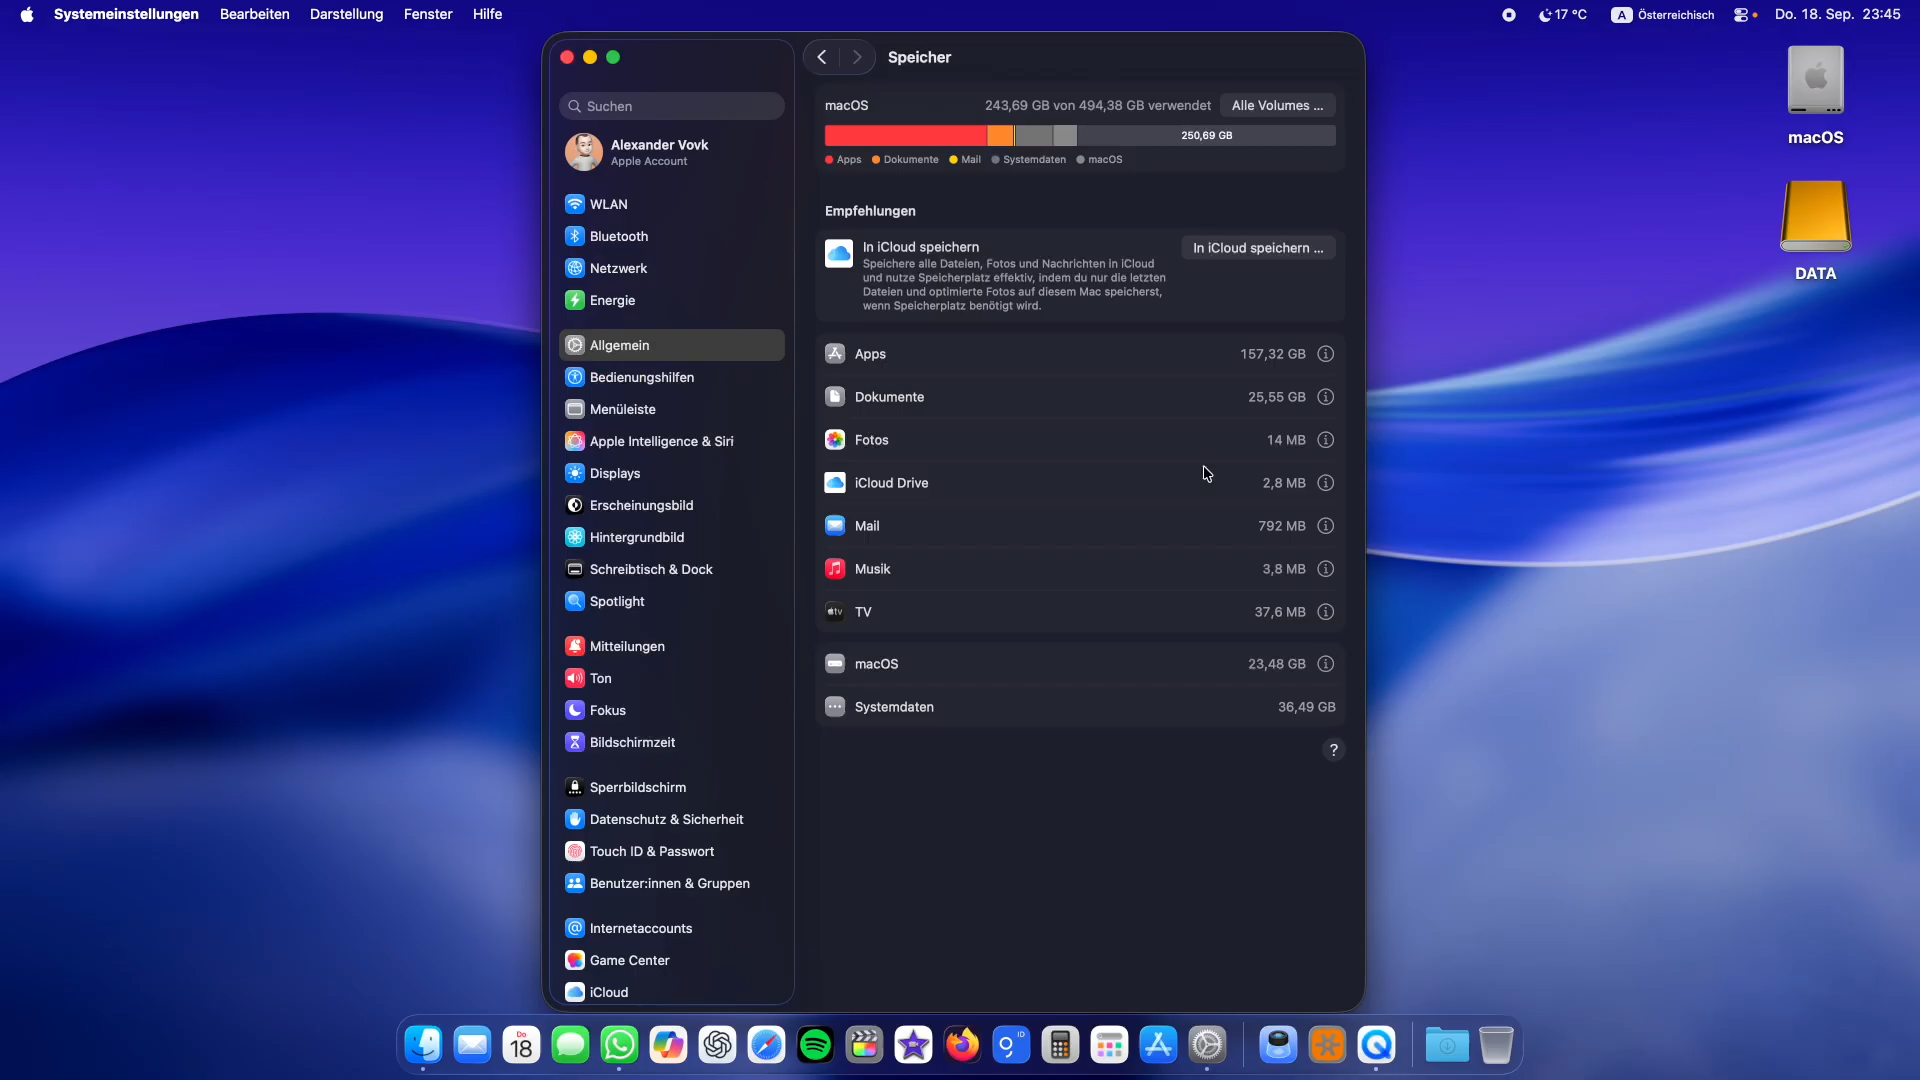 Systemeinstellungen Bearbeiten Darstellung Fenster Hilfe
17 °C A Österreichisch Do. 18. Sep. 23:45
Suchen
Alexander Vovk
Apple Account
WLAN
Bluetooth
Netzwerk
Energie
Allgemein
Bedienungshilfen
Menüleiste
Apple Intelligence & Siri
Displays
Erscheinungsbild
Hintergrundbild
Schreibtisch & Dock
Spotlight
Mitteilungen
Ton
Fokus
Bildschirmzeit
Sperrbildschirm
Datenschutz & Sicherheit
Touch ID & Passwort
Benutzer:innen & Gruppen
Internetaccounts
Game Center
iCloud
Speicher
macOS 243,69 GB von 494,38 GB verwendet Alle Volumes ...
250,69 GB
Apps Dokumente Mail Systemdaten macOS
Empfehlungen
In iCloud speichern In iCloud speichern ...
Speichere alle Dateien, Fotos und Nachrichten in iCloud
und nutze Speicherplatz effektiv, indem du nur die letzten
Dateien und optimierte Fotos auf diesem Mac speicherst,
wenn Speicherplatz benötigt wird.
Apps 157,32 GB
Dokumente 25,55 GB
Fotos 14 MB
iCloud Drive 2,8 MB
Mail 792 MB
Musik 3,8 MB
TV 37,6 MB
macOS 23,48 GB
Systemdaten 36,49 GB
?
macOS
DATA
Do
18
ID